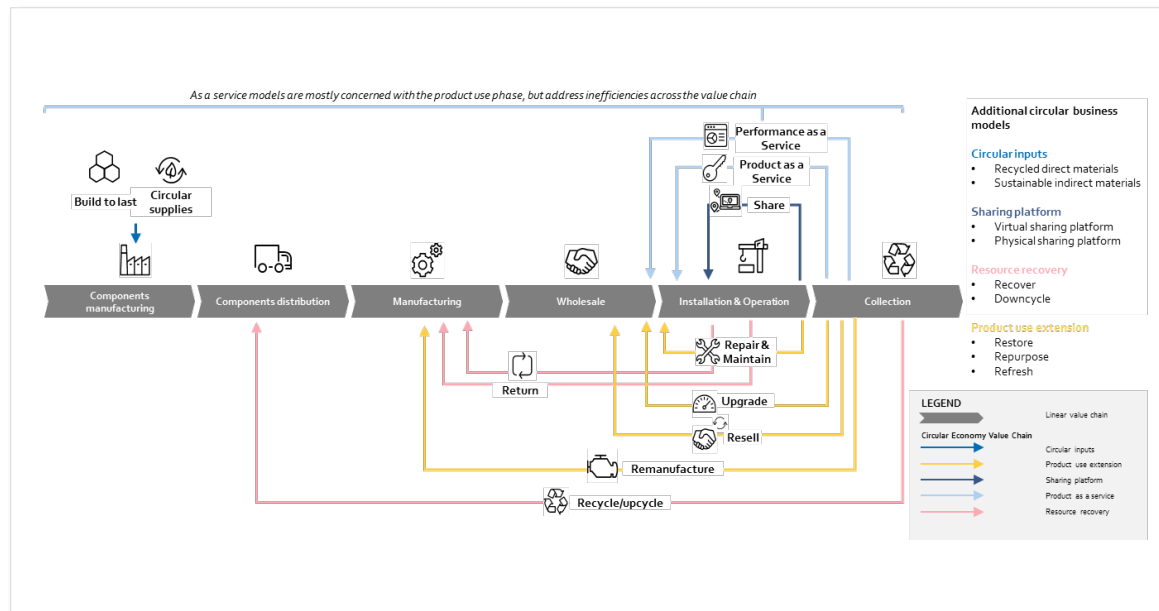 As a service models are mostly concerned with the product use phase, but address inefficiencies across the value chain
Performance as a
Service
Product as a
Service
Share
Build to last
Circular
supplies
Components
manufacturing
Components distribution
Manufacturing
Wholesale
Installation & Operation
Collection
Repair &
Maintain
Return
Upgrade
Resell
Remanufacture
Recycle/upcycle
Additional circular business
models
Circular inputs
• Recycled direct materials
• Sustainable indirect materials
Sharing platform
• Virtual sharing platform
• Physical sharing platform
Resource recovery
• Recover
• Downcycle
Product use extension
• Restore
• Repurpose
• Refresh
LEGEND
Linear value chain
Circular Economy Value Chain
Circular inputs
Product use extension
Sharing platform
Product as a service
Resource recovery